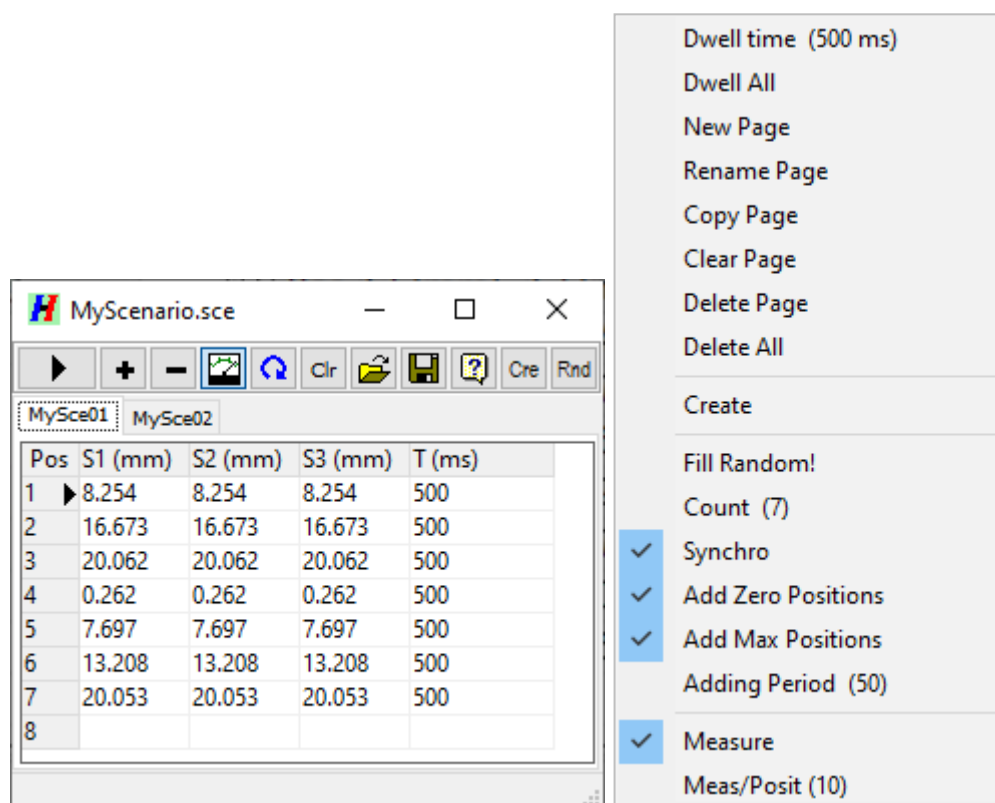 MyScenario.sce
Clr Cre Rnd
MySce01 MySce02
Pos S1 (mm) S2 (mm) S3 (mm) T (ms)
1 8.254 8.254 8.254 500
2 16.673 16.673 16.673 500
3 20.062 20.062 20.062 500
4 0.262 0.262 0.262 500
5 7.697 7.697 7.697 500
6 13.208 13.208 13.208 500
7 20.053 20.053 20.053 500
8
Dwell time (500 ms)
Dwell All
New Page
Rename Page
Copy Page
Clear Page
Delete Page
Delete All
Create
Fill Random!
Count (7)
Synchro
Add Zero Positions
Add Max Positions
Adding Period (50)
Measure
Meas/Posit (10)